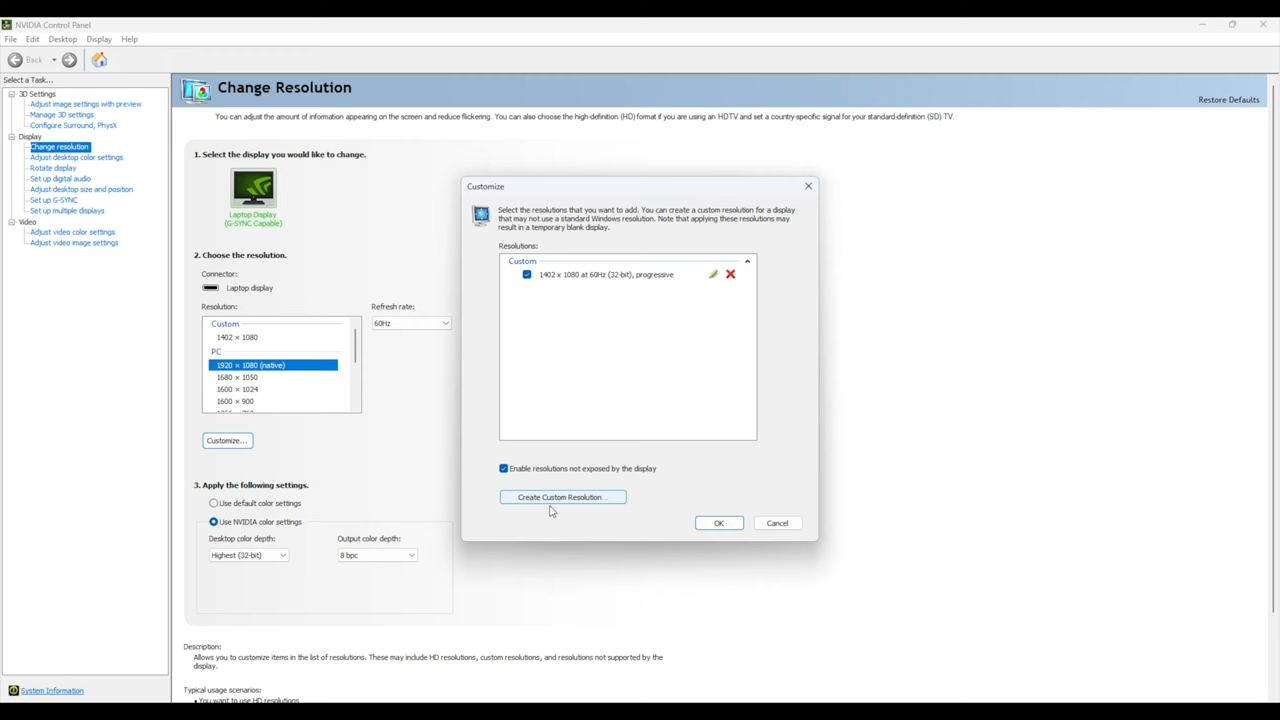 NVIDIA Control Panel
File Edit Desktop Display Help
Back
Select a Task...
3D Settings
Adjust image settings with preview
Manage 3D settings
Configure Surround, PhysX
Display
Change resolution
Adjust desktop color settings
Rotate display
Set up digital audio
Adjust desktop size and position
Set up G-SYNC
Set up multiple displays
Video
Adjust video color settings
Adjust video image settings
System Information
Change Resolution
Restore Defaults
You can adjust the amount of information appearing on the screen and reduce flickering. You can also choose the high-definition (HD) format if you are using an HDTV and set a country-specific signal for your standard-definition (SD) TV.
1. Select the display you would like to change.
Laptop Display
(G-SYNC Capable)
2. Choose the resolution.
Connector:
Laptop display
Resolution:
Refresh rate:
Custom
60Hz
1402 × 1080
PC
1920 × 1080 (native)
1680 × 1050
1600 × 1024
1600 × 900
Customize...
3. Apply the following settings.
Use default color settings
Use NVIDIA color settings
Desktop color depth:
Output color depth:
Highest (32-bit)
8 bpc
Description:
Allows you to customize items in the list of resolutions. These may include HD resolutions, custom resolutions, and resolutions not supported by the
display.
Typical usage scenarios:
• You want to use HD resolutions
Customize
Select the resolutions that you want to add. You can create a custom resolution for a display
that may not use a standard Windows resolution. Note that applying these resolutions may
result in a temporary blank display.
Resolutions:
Custom
1402 x 1080 at 60Hz (32-bit), progressive
Enable resolutions not exposed by the display
Create Custom Resolution...
OK
Cancel